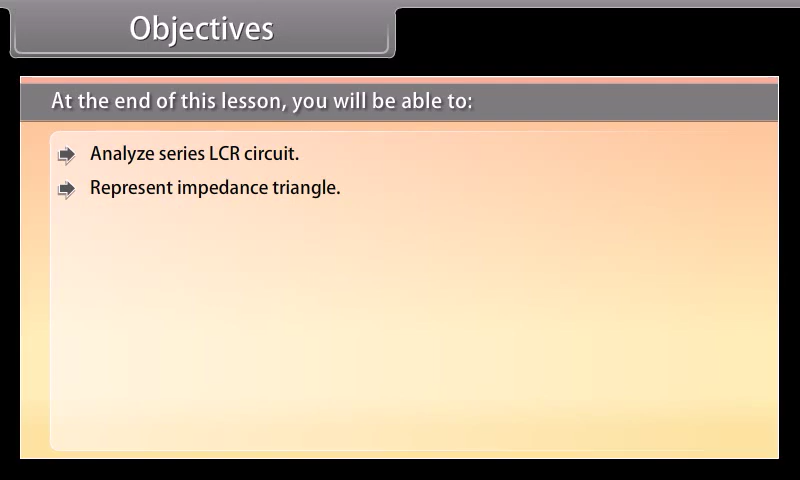 Objectives
At the end of this lesson, you will be able to:
Analyze series LCR circuit.
Represent impedance triangle.